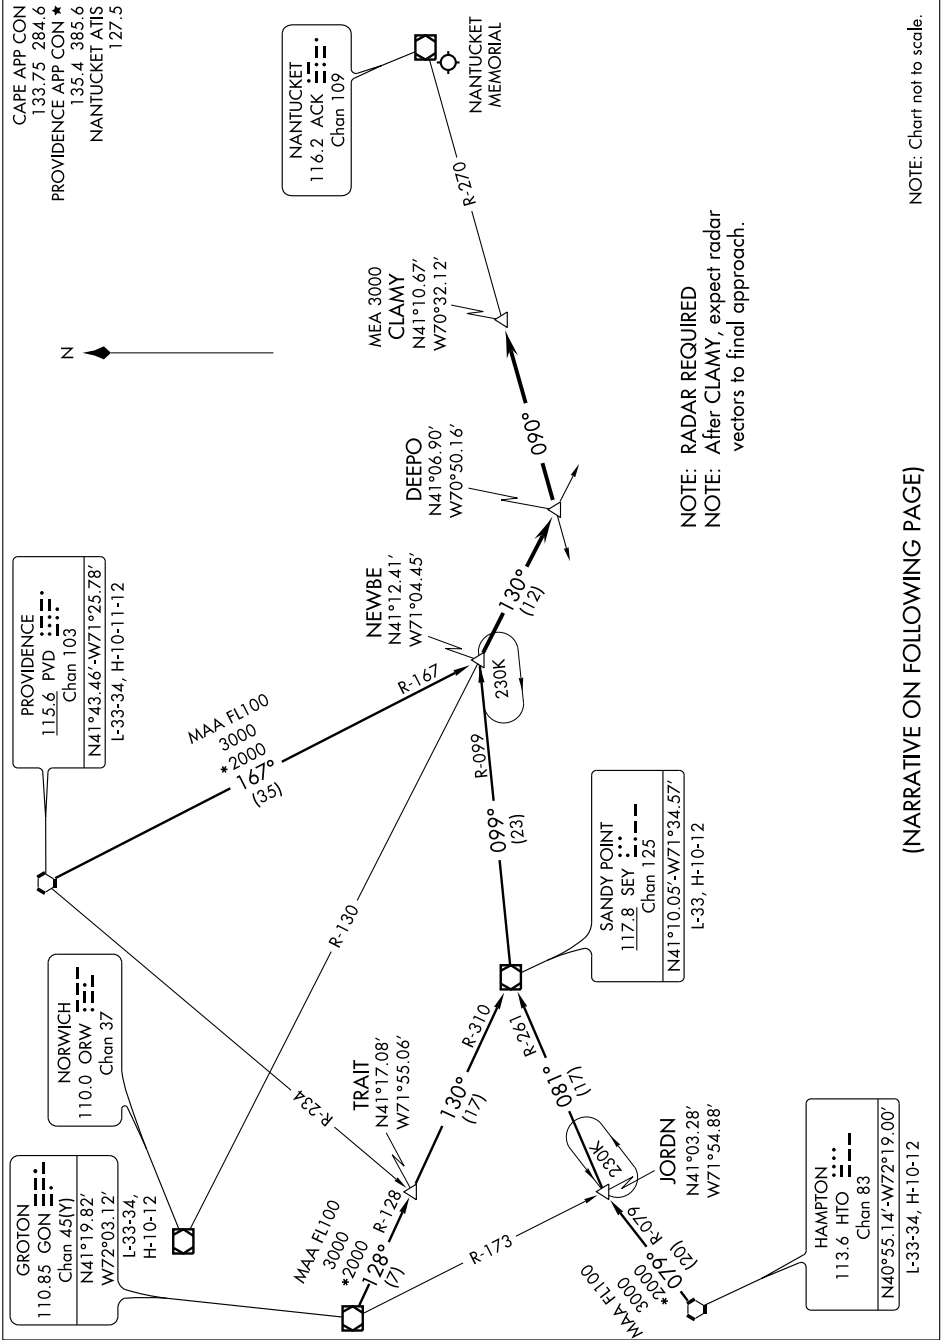 CAPE APP CON
133.75 284.6
PROVIDENCE APP CON ★
135.4 385.6
NANTUCKET ATIS
127.5
NANTUCKET
116.2 ACK
Chan 109
NANTUCKET
MEMORIAL
R-270
N
MEA 3000
CLAMY
N41°10.67′
W70°32.12′
090°
DEEPO
N41°06.90′
W70°50.16′
NEWBE
N41°12.41′
W71°04.45′
130°
(12)
230K
PROVIDENCE
115.6 PVD
Chan 103
N41°43.46′-W71°25.78′
L-33-34, H-10-11-12
MAA FL100
3000
*2000
167°
(35)
R-167
R-099
099°
(23)
R-130
R-234
NORWICH
110.0 ORW
Chan 37
GROTON
110.85 GON
Chan 45(Y)
N41°19.82′
W72°03.12′
L-33-34,
H-10-12
TRAIT
N41°17.08′
W71°55.06′
R-310
130°
(17)
MAA FL100
3000
*2000
128°
(7)
R-128
R-173
R-261
081°
(17)
230K
JORDN
N41°03.28′
W71°54.88′
MAA FL100
3000
*2000
079°
(20)
R-079
SANDY POINT
117.8 SEY
Chan 125
N41°10.05′-W71°34.57′
L-33, H-10-12
HAMPTON
113.6 HTO
Chan 83
N40°55.14′-W72°19.00′
L-33-34, H-10-12
NOTE: RADAR REQUIRED
NOTE: After CLAMY, expect radar
vectors to final approach.
(NARRATIVE ON FOLLOWING PAGE)
NOTE: Chart not to scale.